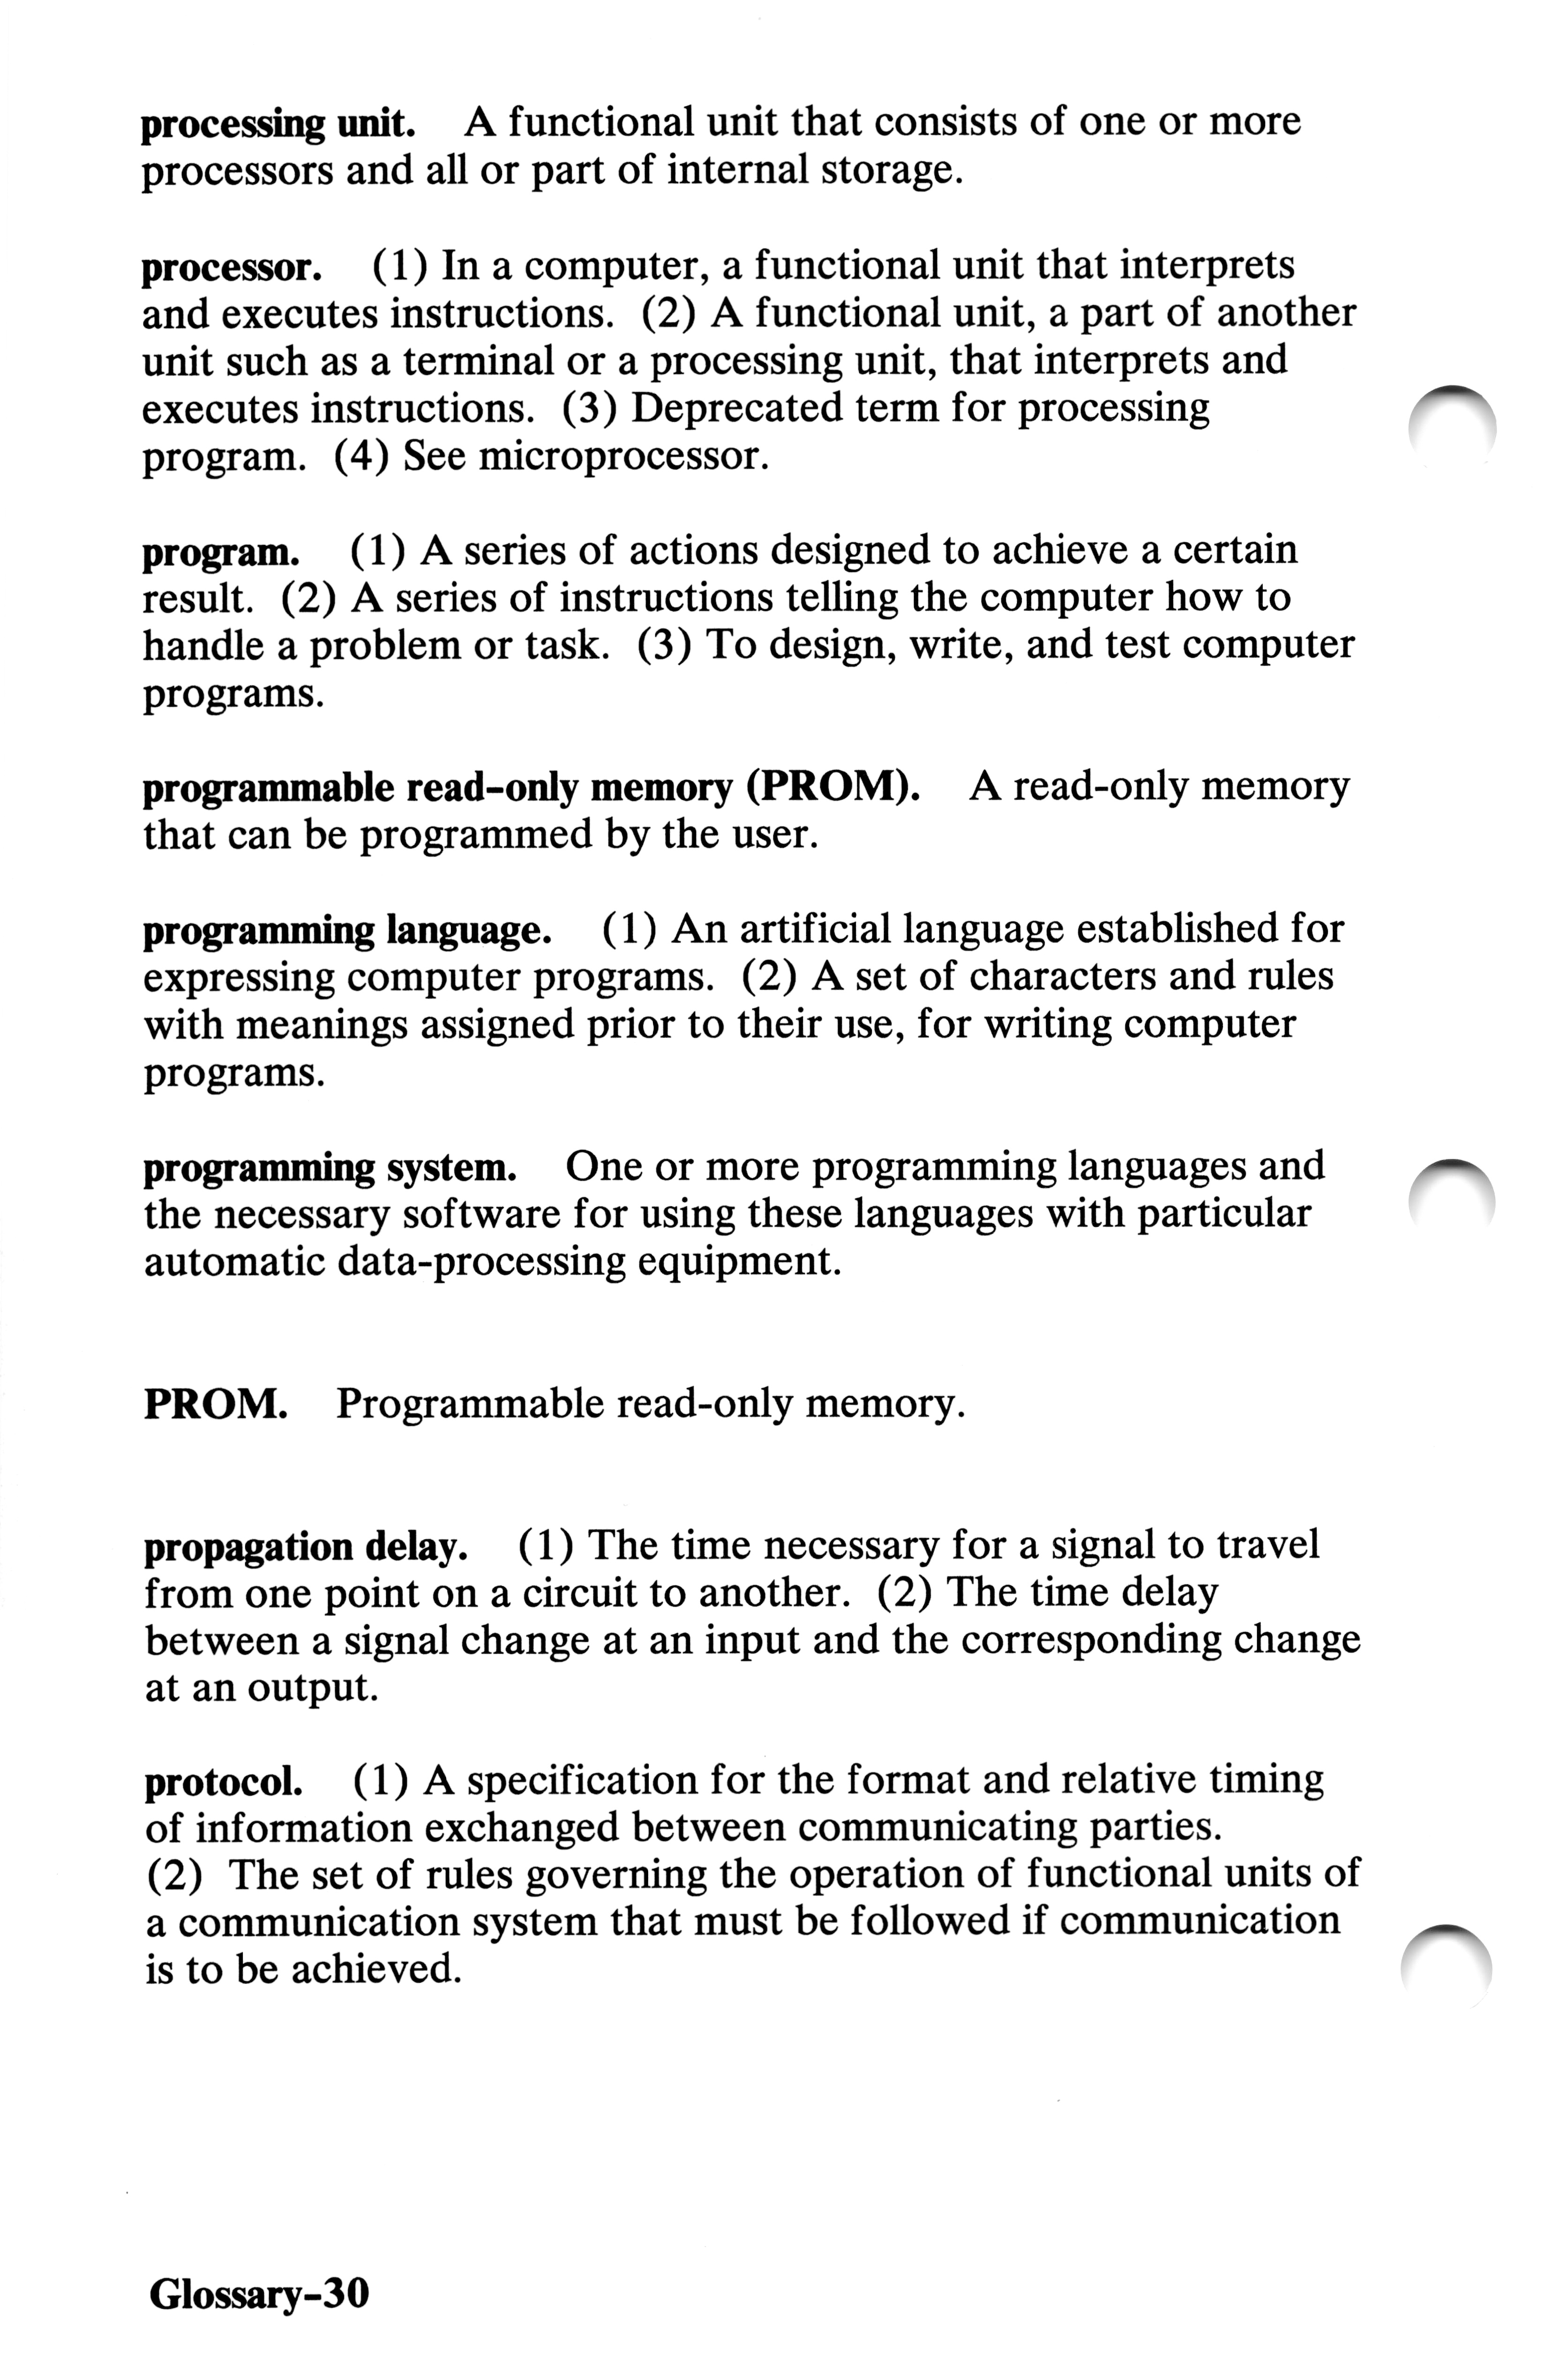 processing unit. A functional unit that consists of one or more
processors and all or part of internal storage.
processor. (1) In a computer, a functional unit that interprets
and executes instructions. (2) A functional unit, a part of another
unit such as a terminal or a processing unit, that interprets and
executes instructions. (3) Deprecated term for processing
program. (4) See microprocessor.
program. (1) A series of actions designed to achieve a certain
result. (2) A series of instructions telling the computer how to
handle a problem or task. (3) To design, write, and test computer
programs.
programmable read-only memory (PROM). A read-only memory
that can be programmed by the user.
programming language. (1) An artificial language established for
expressing computer programs. (2) A set of characters and rules
with meanings assigned prior to their use, for writing computer
programs.
programming system. One or more programming languages and
the necessary software for using these languages with particular
automatic data-processing equipment.
PROM. Programmable read-only memory.
propagation delay. (1) The time necessary for a signal to travel
from one point on a circuit to another. (2) The time delay
between a signal change at an input and the corresponding change
at an output.
protocol. (1) A specification for the format and relative timing
of information exchanged between communicating parties.
(2) The set of rules governing the operation of functional units of
a communication system that must be followed if communication
is to be achieved.
Glossary-30